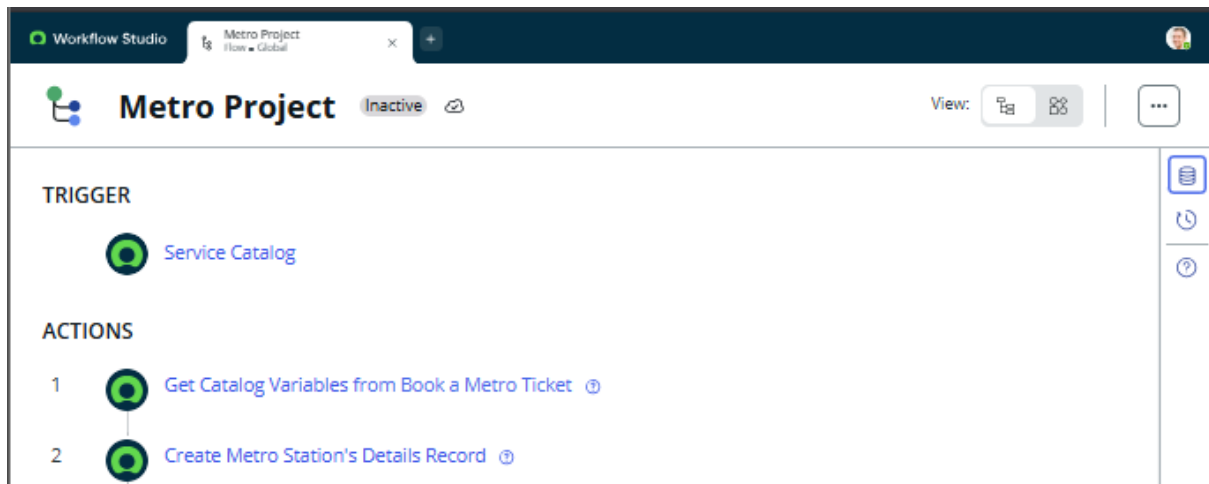 Workflow Studio
Metro Project
Flow Global
Metro Project Inactive View:
TRIGGER
Service Catalog
ACTIONS
1 Get Catalog Variables from Book a Metro Ticket
2 Create Metro Station's Details Record